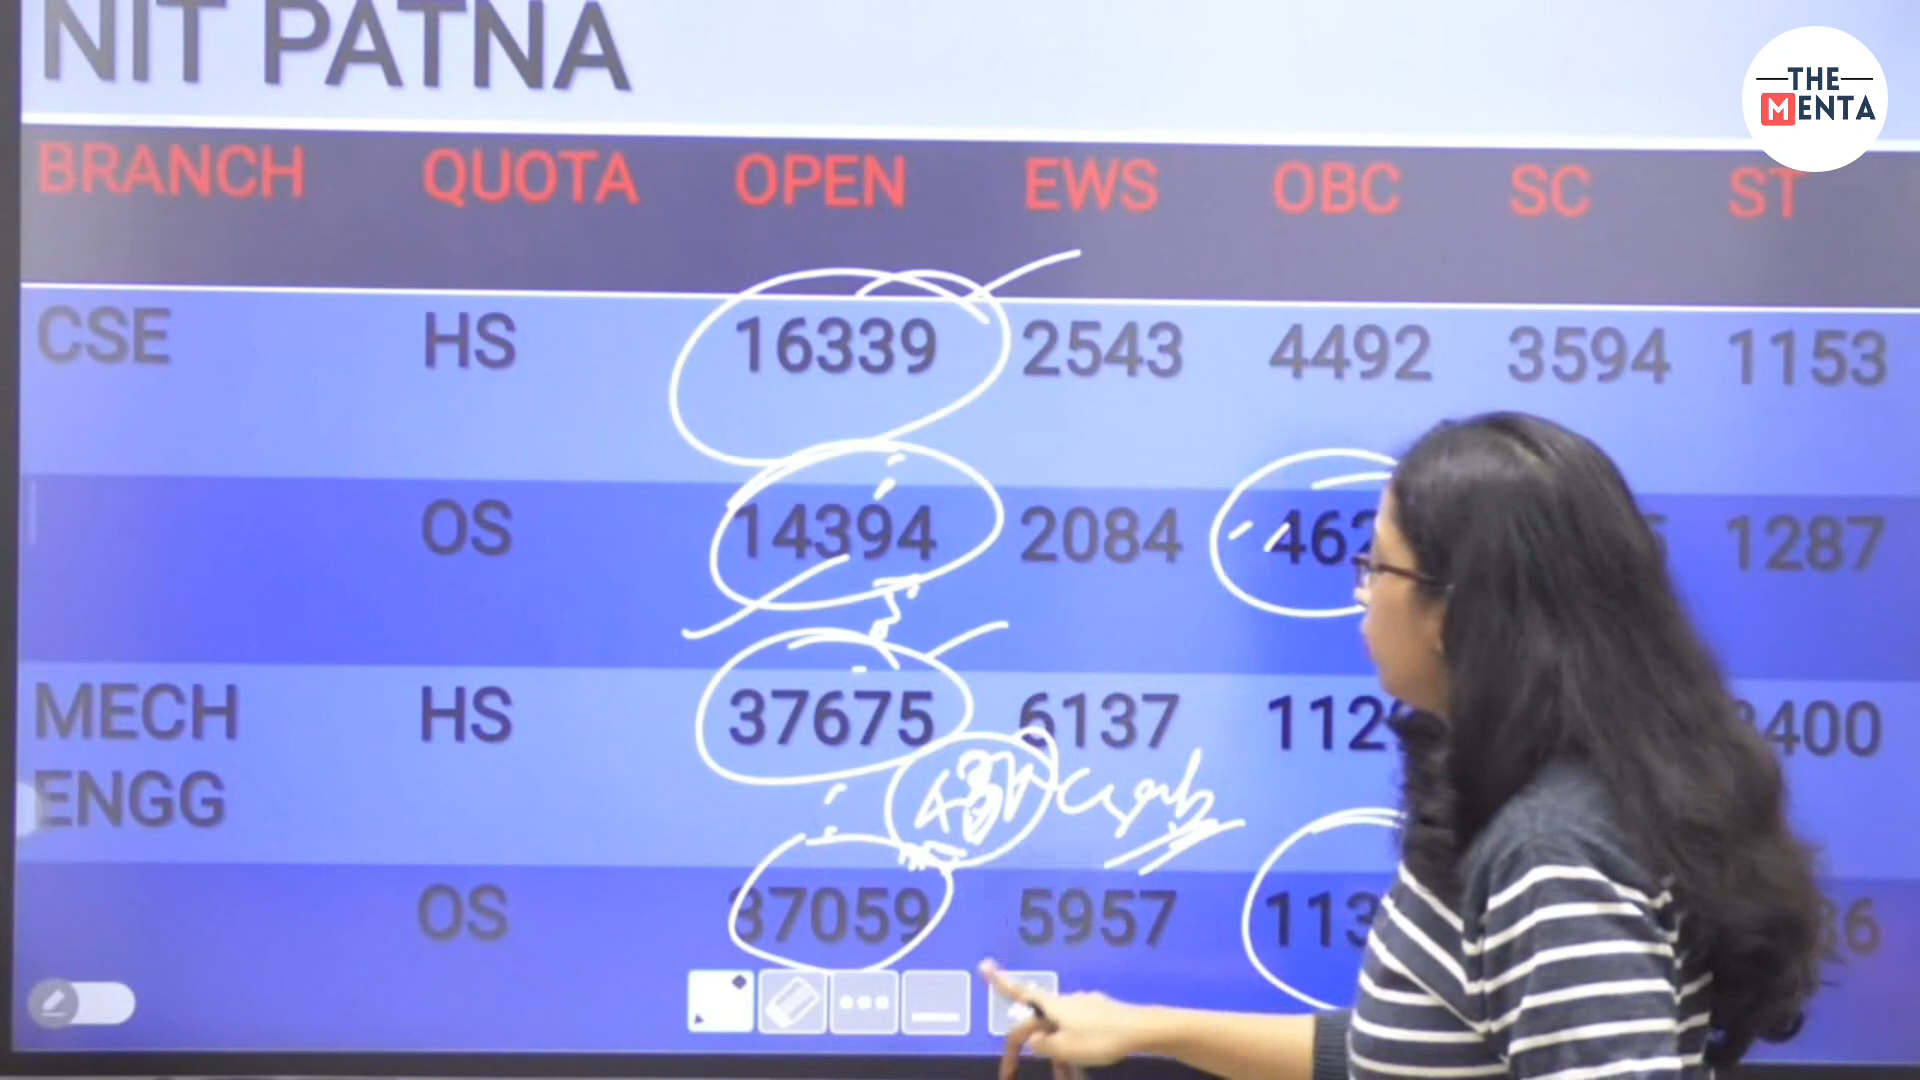 NIT PATNA
THE
MENTA
BRANCH QUOTA OPEN EWS OBC SC ST
CSE HS 16339 2543 4492 3594 1153
OS 14394 2084 1287
MECH HS 37675 6137
ENGG
OS 37059 5957